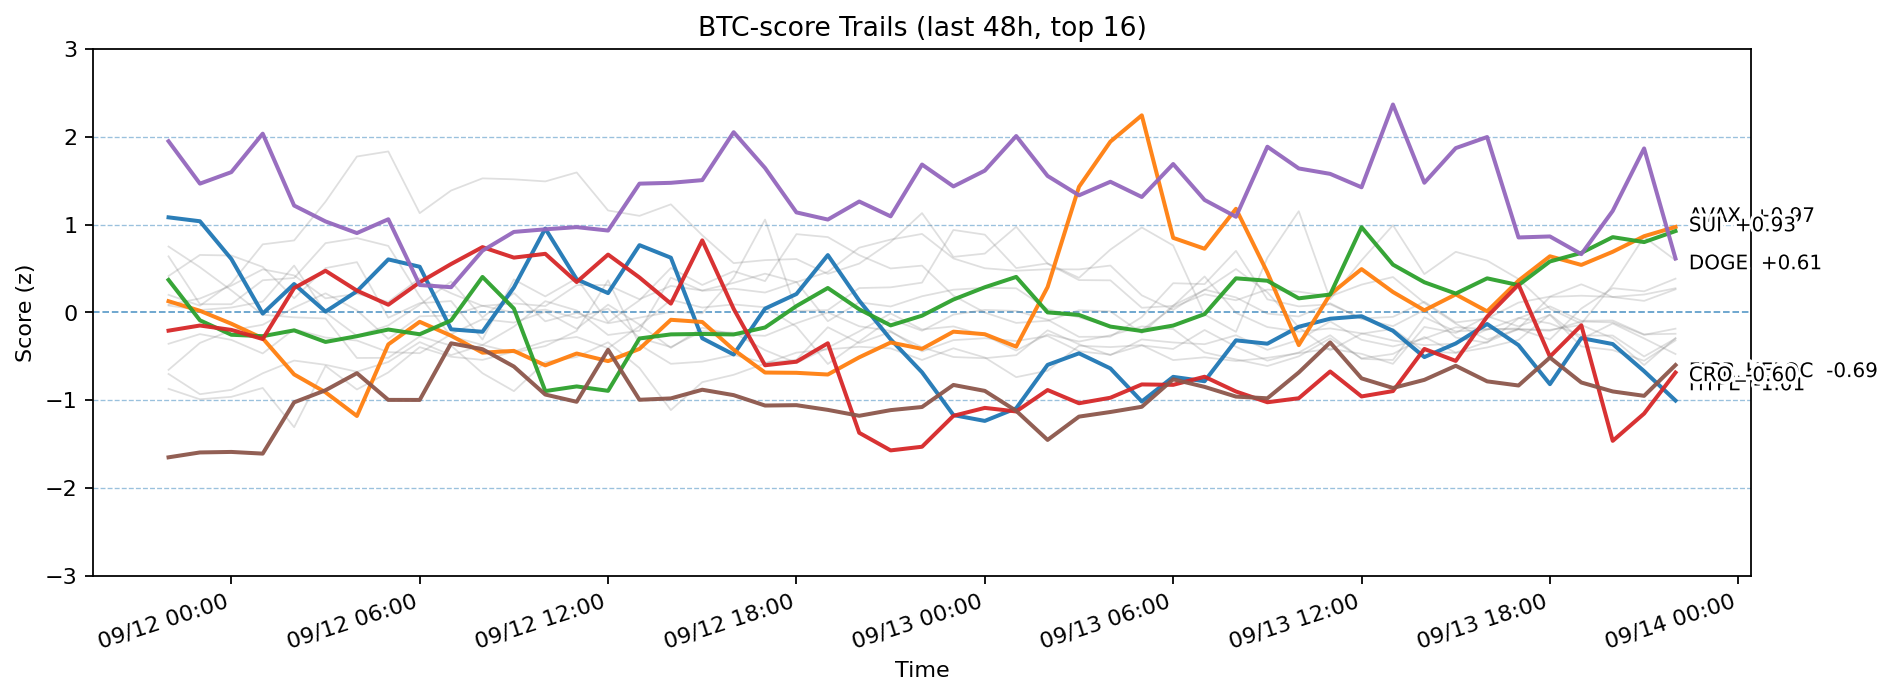 BTC-score Trails (last 48h, top 16)
Score (z)
3
2
1
0
−1
−2
−3
AVAX
SUI +0.93
DOGE +0.61
-0.69
CRO -0.60
-1.01
09/12 00:00
09/12 06:00
09/12 12:00
09/12 18:00
09/13 00:00
09/13 06:00
09/13 12:00
09/13 18:00
09/14 00:00
Time